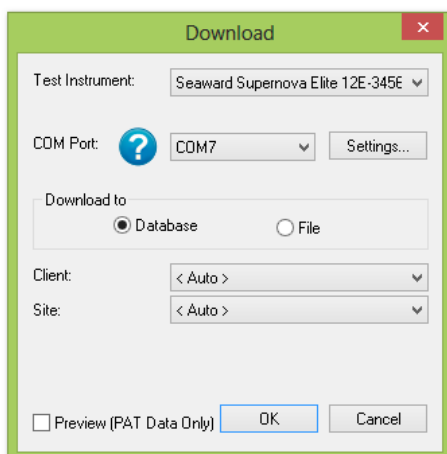 Download
Test Instrument: Seaward Supernova Elite 12E-345E
COM Port: ? COM7 Settings...
Download to
Database File
Client: < Auto >
Site: < Auto >
Preview (PAT Data Only) OK Cancel